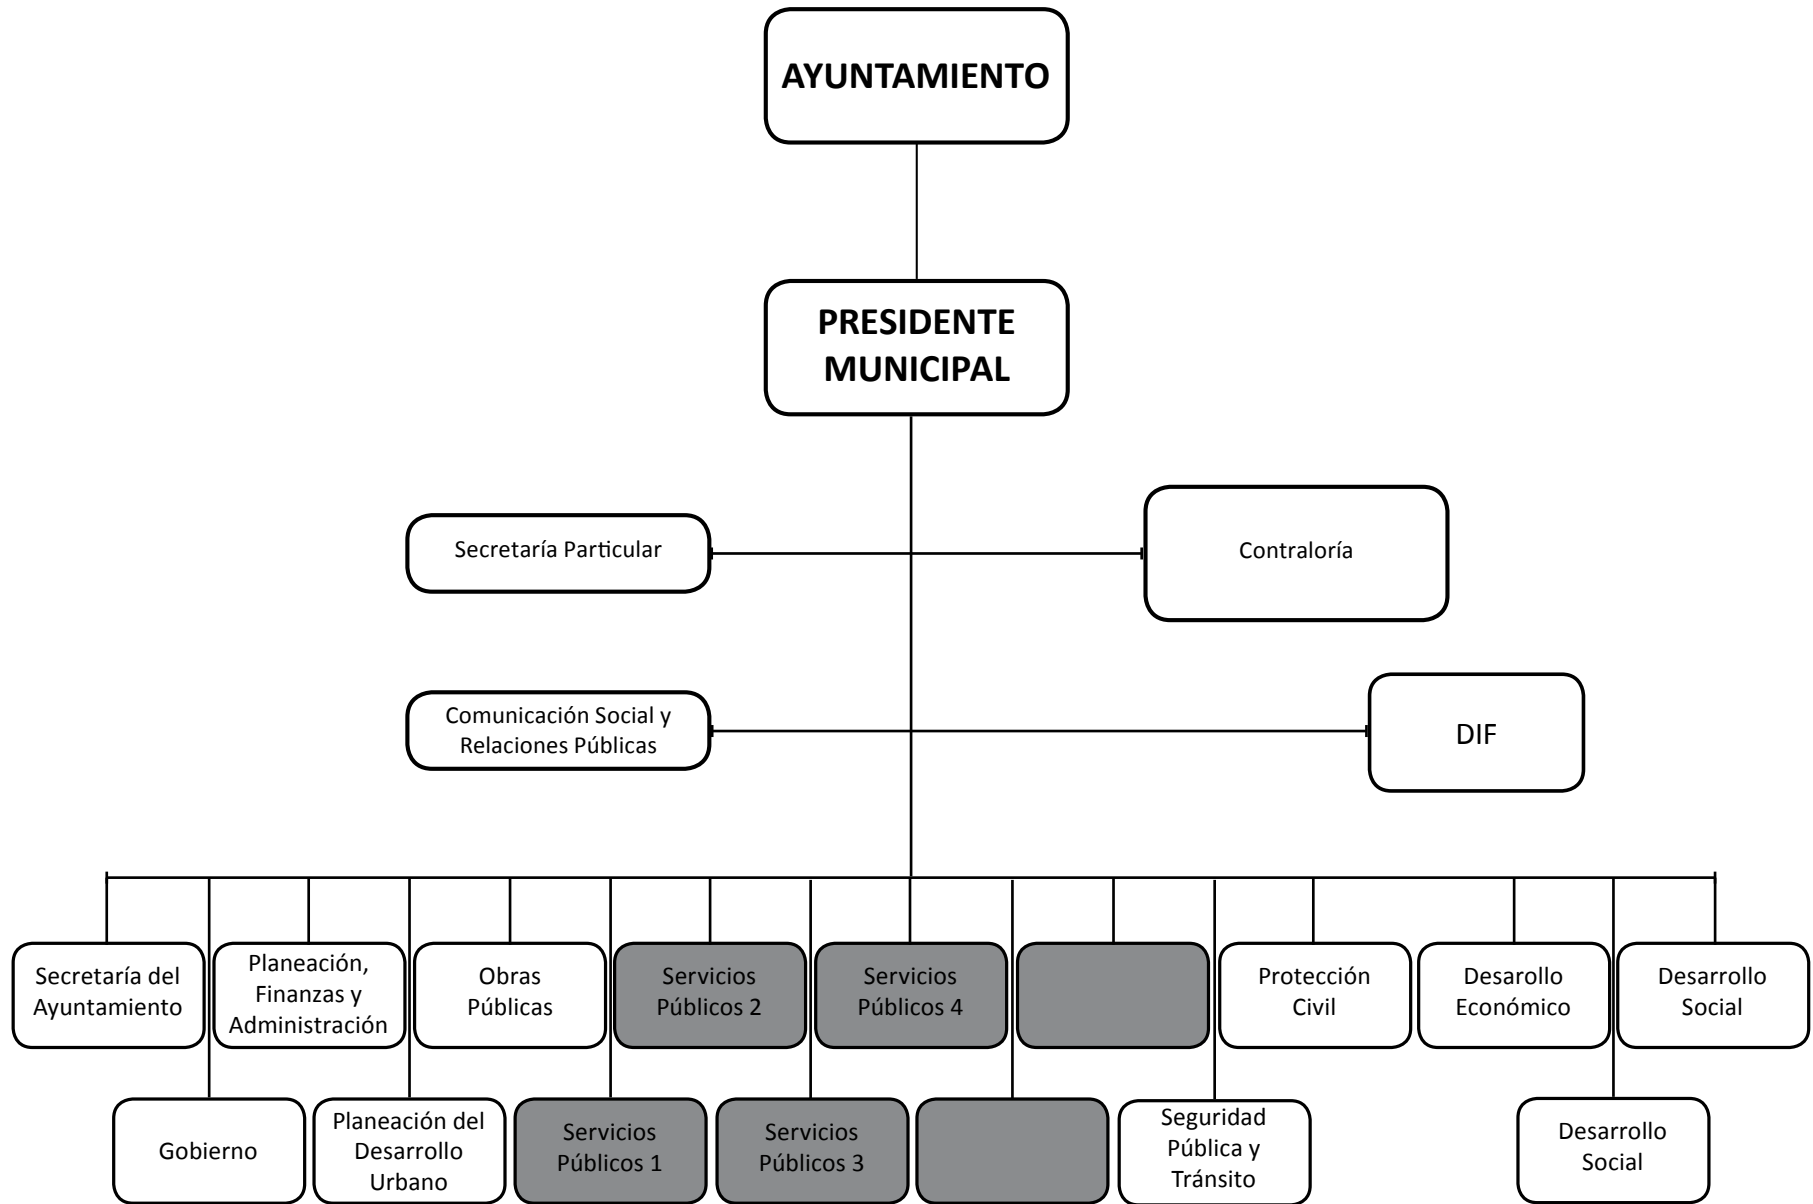 AYUNTAMIENTO
PRESIDENTE
MUNICIPAL
Secretaría Particular
Contraloría
Comunicación Social y
Relaciones Públicas
DIF
Secretaría del
Ayuntamiento
Planeación,
Finanzas y
Administración
Obras
Públicas
Servicios
Públicos 2
Servicios
Públicos 4
Protección
Civil
Desarollo
Económico
Desarrollo
Social
Gobierno
Planeación del
Desarrollo
Urbano
Servicios
Públicos 1
Servicios
Públicos 3
Seguridad
Pública y
Tránsito
Desarrollo
Social